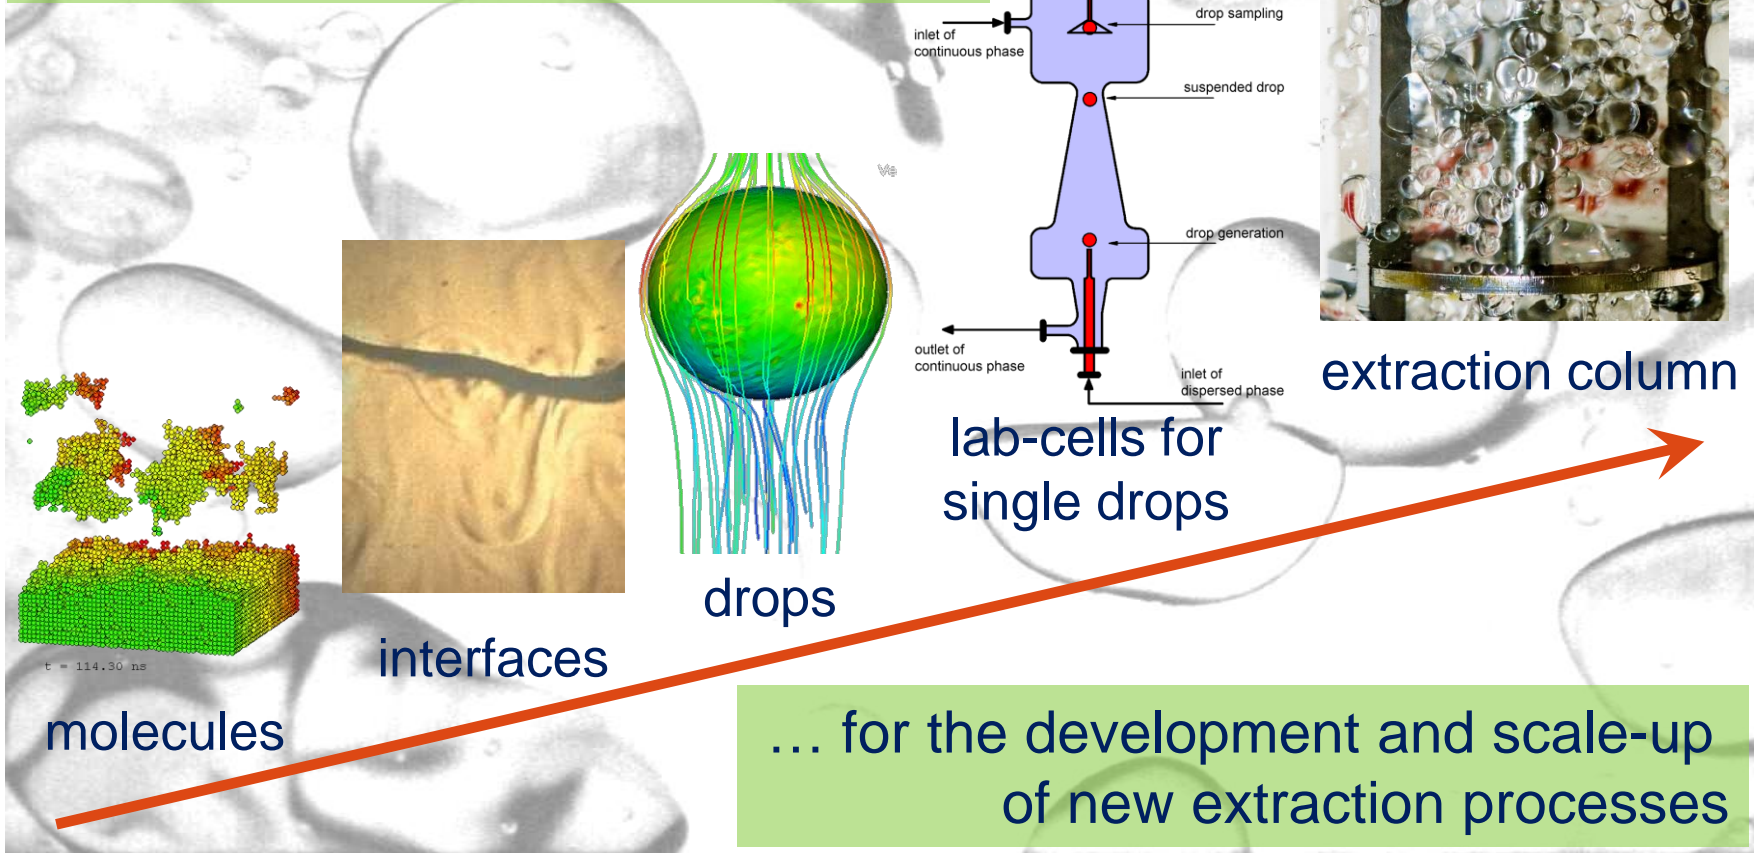 drop sampling
inlet of
continuous phase
suspended drop
drop generation
outlet of
continuous phase
inlet of
dispersed phase
extraction column
lab-cells for
single drops
drops
interfaces
t = 114.30 ns
molecules
… for the development and scale-up
of new extraction processes